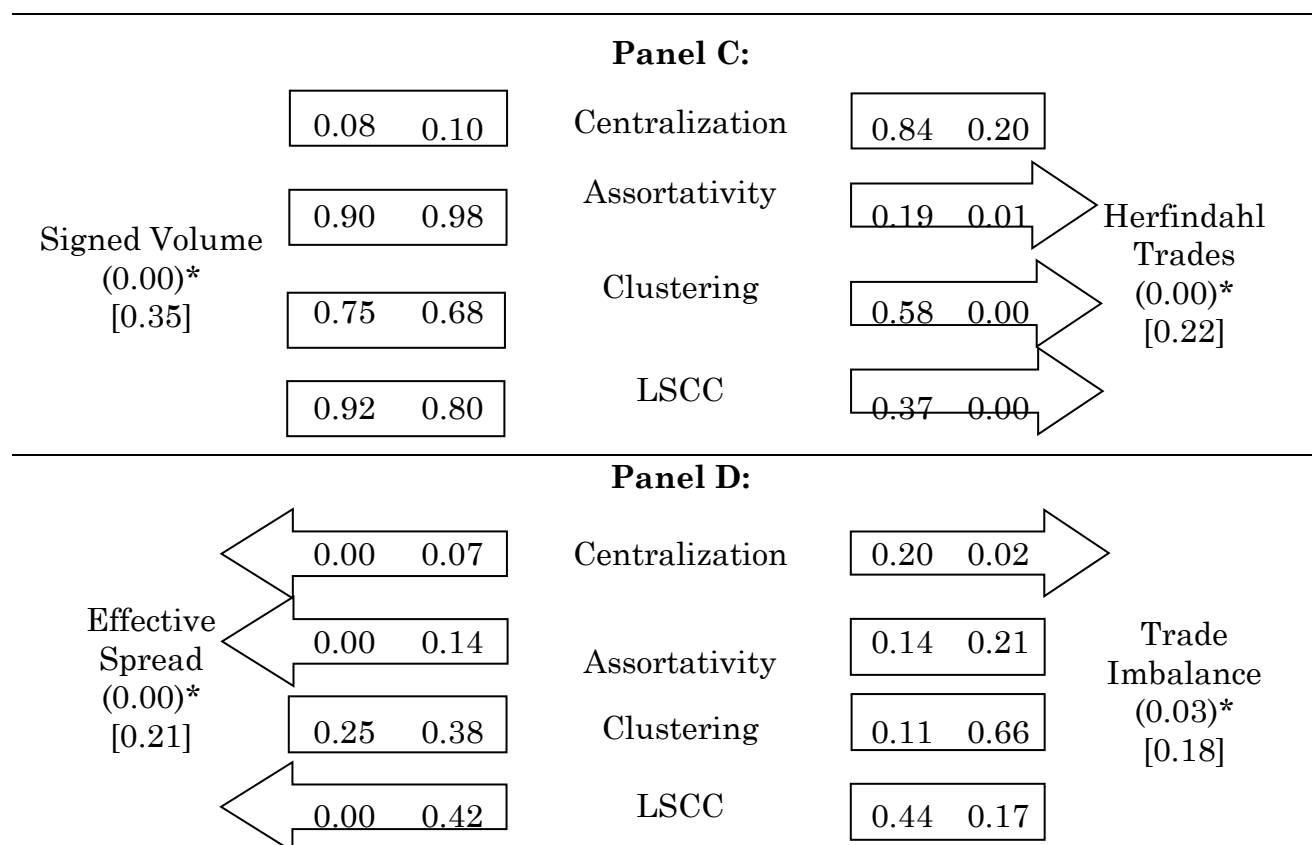 Panel C:
0.08 0.10 Centralization 0.84 0.20
Assortativity
0.90 0.98 0.19 0.01 Herfindahl
Signed Volume Trades
(0.00)* Clustering (0.00)*
[0.35] 0.75 0.68 0.58 0.00 [0.22]
LSCC
0.92 0.80 0.37 0.00
Panel D:
0.00 0.07 Centralization 0.20 0.02
Effective Trade
0.00 0.14 0.14 0.21
Spread Assortativity Imbalance
(0.00)* (0.03)*
[0.21] 0.25 0.38 Clustering 0.11 0.66 [0.18]
0.00 0.42 LSCC 0.44 0.17